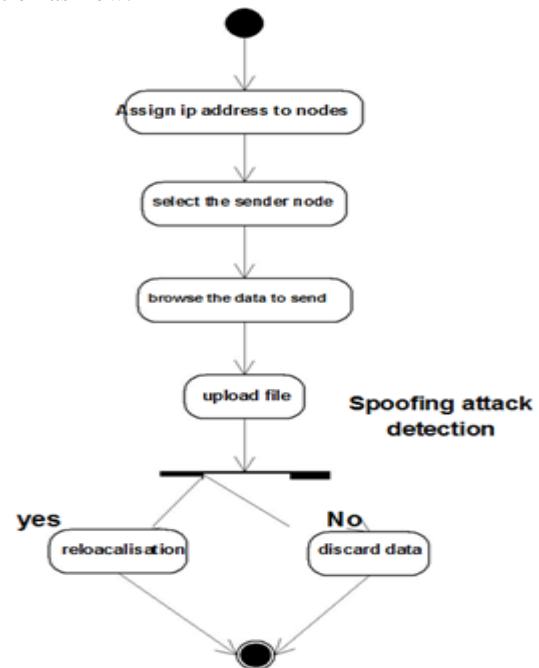 Assign ip address to nodes
select the sender node
browse the data to send
upload file
Spoofing attack
detection
yes
No
reloacalisation
discard data